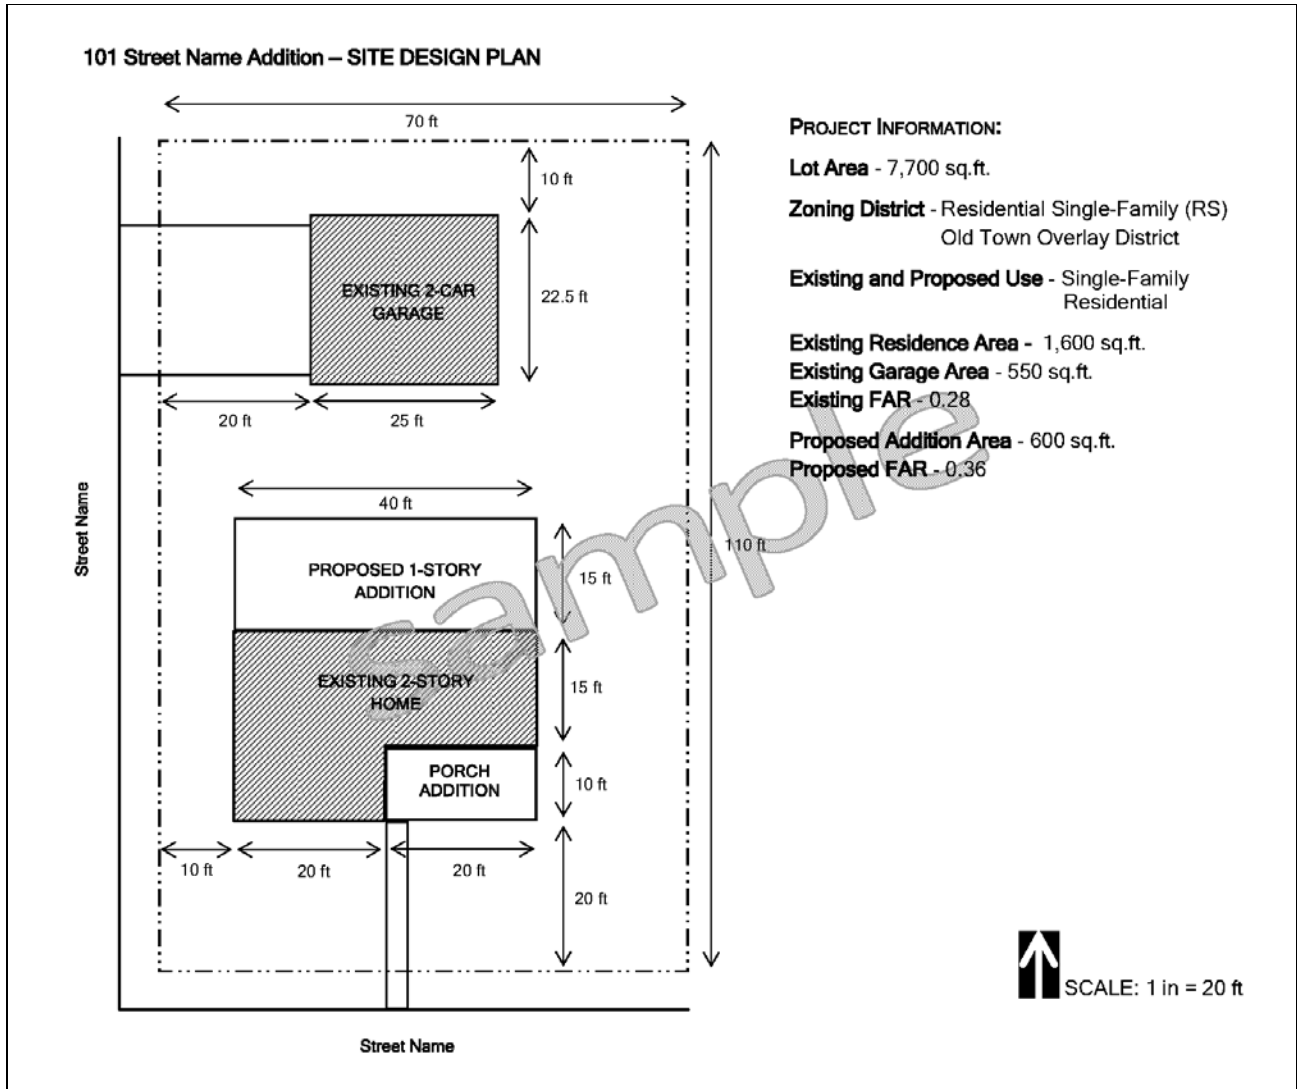 101 Street Name Addition – SITE DESIGN PLAN
70 ft
PROJECT INFORMATION:
10 ft
Lot Area - 7,700 sq.ft.
Zoning District - Residential Single-Family (RS)
Old Town Overlay District
EXISTING 2-CAR
GARAGE
22.5 ft
Existing and Proposed Use - Single-Family
Residential
Existing Residence Area - 1,600 sq.ft.
Existing Garage Area - 550 sq.ft.
Existing FAR - 0.28
20 ft
25 ft
Proposed Addition Area - 600 sq.ft.
Proposed FAR - 0.36
sample
40 ft
Street Name
110 ft
PROPOSED 1-STORY
ADDITION
15 ft
EXISTING 2-STORY
HOME
15 ft
PORCH
ADDITION
10 ft
10 ft
20 ft
20 ft
20 ft
SCALE: 1 in = 20 ft
Street Name